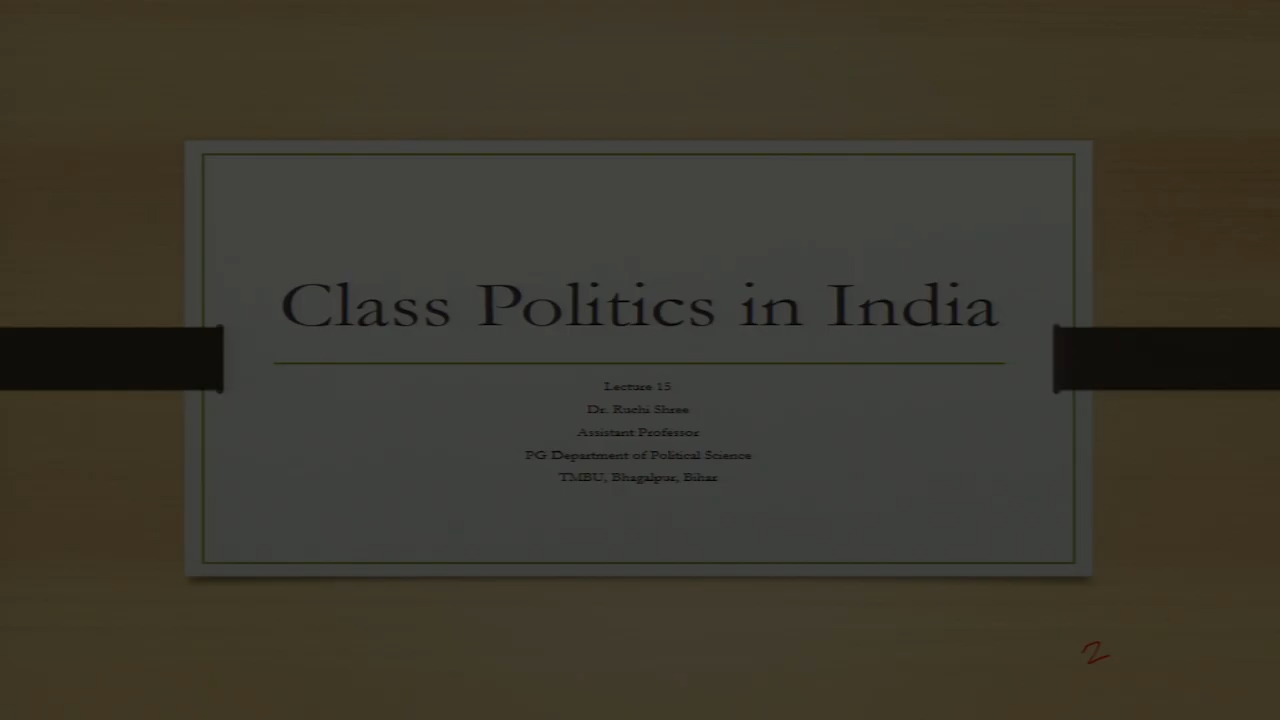 Class Politics in India
Lecture 15
Dr. Ruchi Shree
Assistant Professor
PG Department of Political Science
TMBU, Bhagalpur, Bihar
2